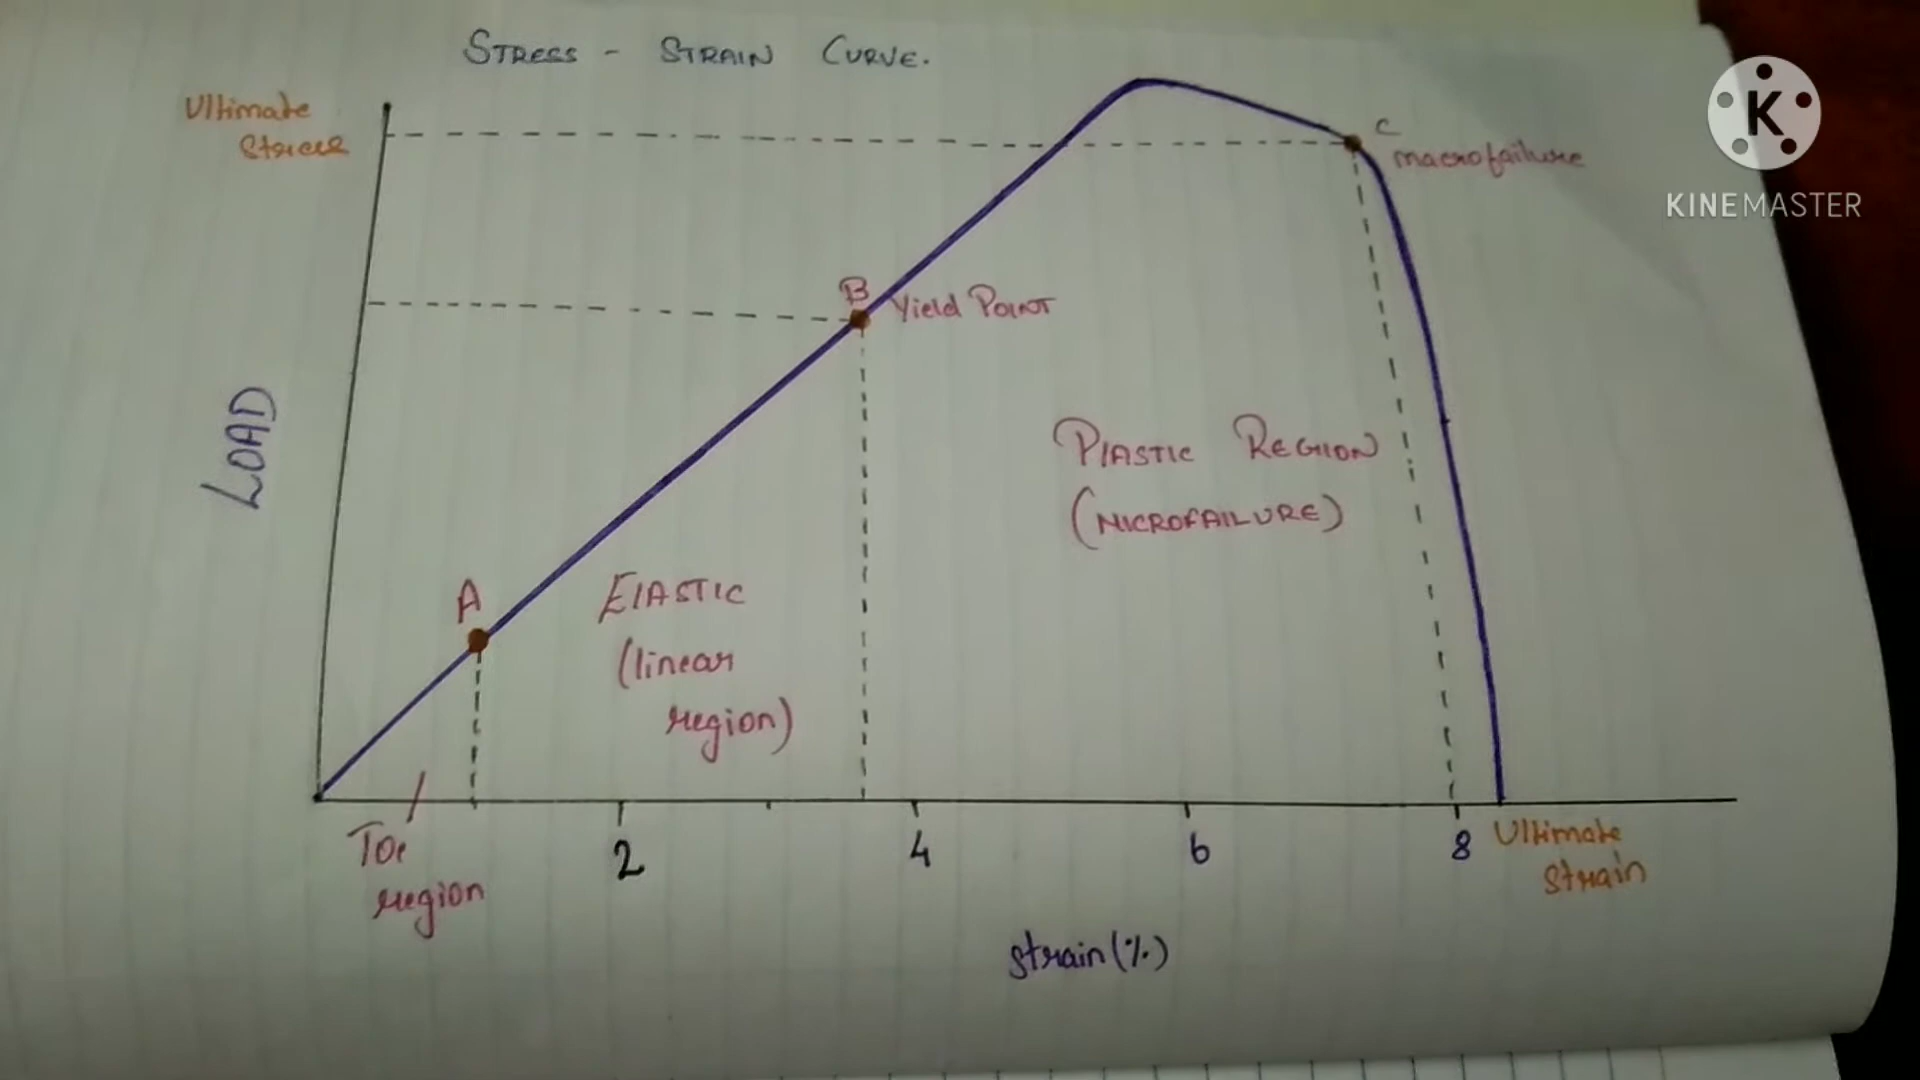 STRESS - STRAIN CURVE.
Ultimate
Stress
C
macrofailure
KINEMASTER
B
Yield Point
LOAD
PLASTIC REGION
(MICROFAILURE)
A
ELASTIC
(linear
region)
Toe
region
2
4
6
8
Ultimate
strain
strain (%)
K